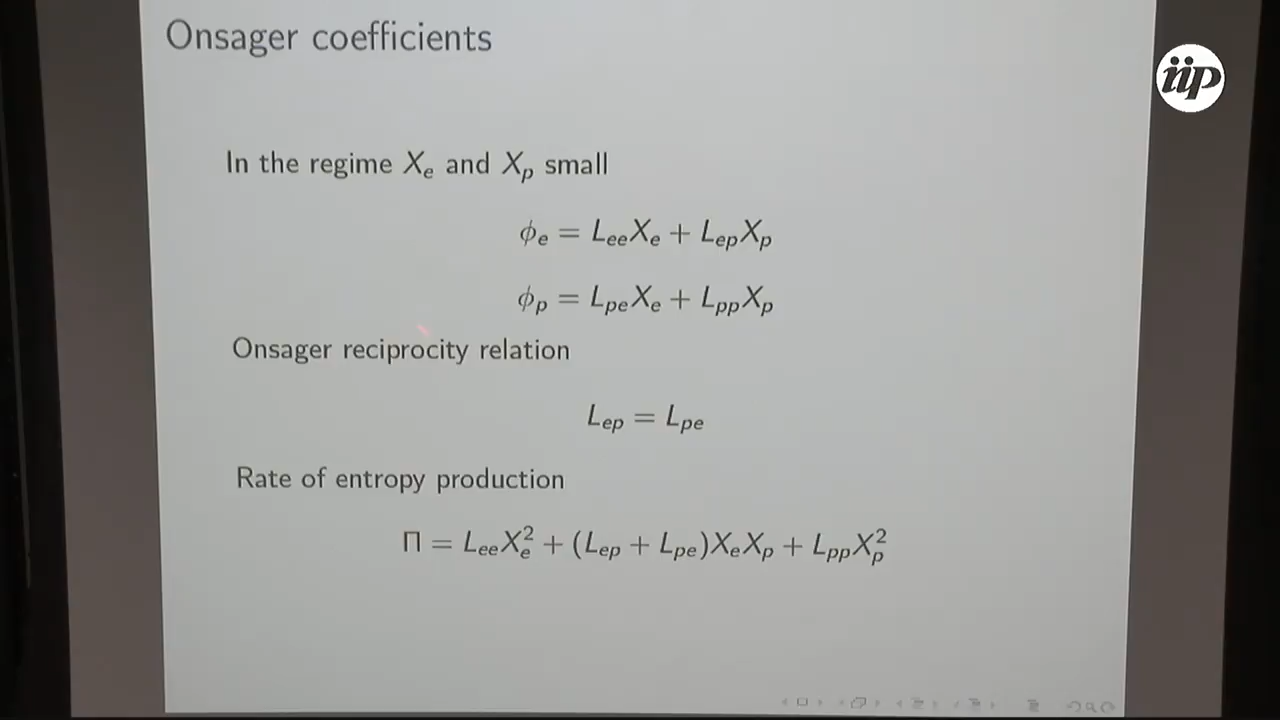 Onsager coefficients
iip
In the regime Xₑ and Xₚ small
ϕₑ = LₑₑXₑ + LₑₚXₚ
ϕₚ = LₚₑXₑ + LₚₚXₚ
Onsager reciprocity relation
Lₑₚ = Lₚₑ
Rate of entropy production
Π = LₑₑXₑ² + (Lₑₚ + Lₚₑ)XₑXₚ + LₚₚXₚ²